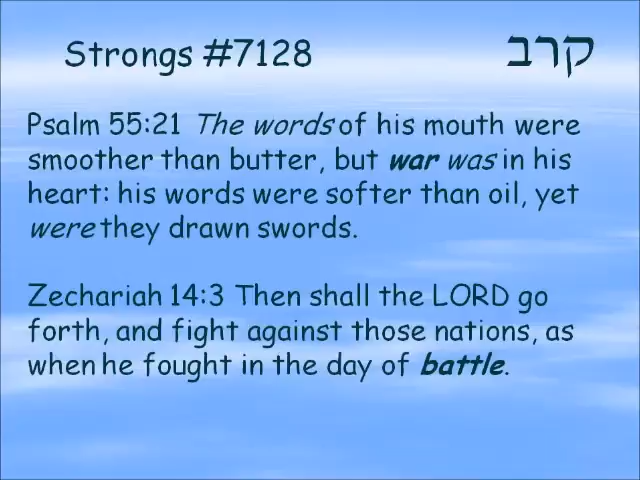 Strongs #7128 קרב
Psalm 55:21 The words of his mouth were
smoother than butter, but war was in his
heart: his words were softer than oil, yet
were they drawn swords.
Zechariah 14:3 Then shall the LORD go
forth, and fight against those nations, as
when he fought in the day of battle.